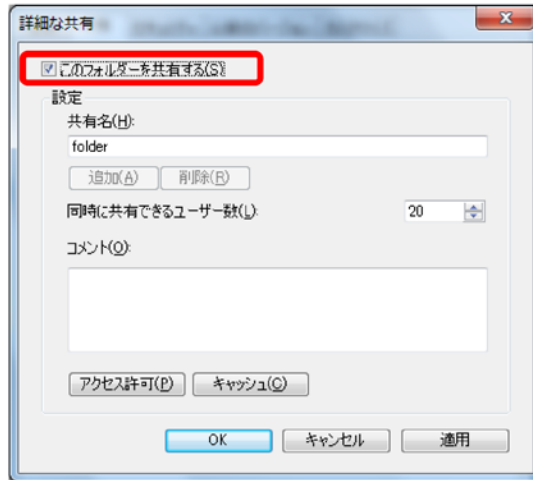 詳細な共有
このフォルダーを共有する(S)
設定
共有名(H):
folder
追加(A) 削除(R)
同時に共有できるユーザー数(L): 20
コメント(O):
アクセス許可(P) キャッシュ(C)
OK キャンセル 適用